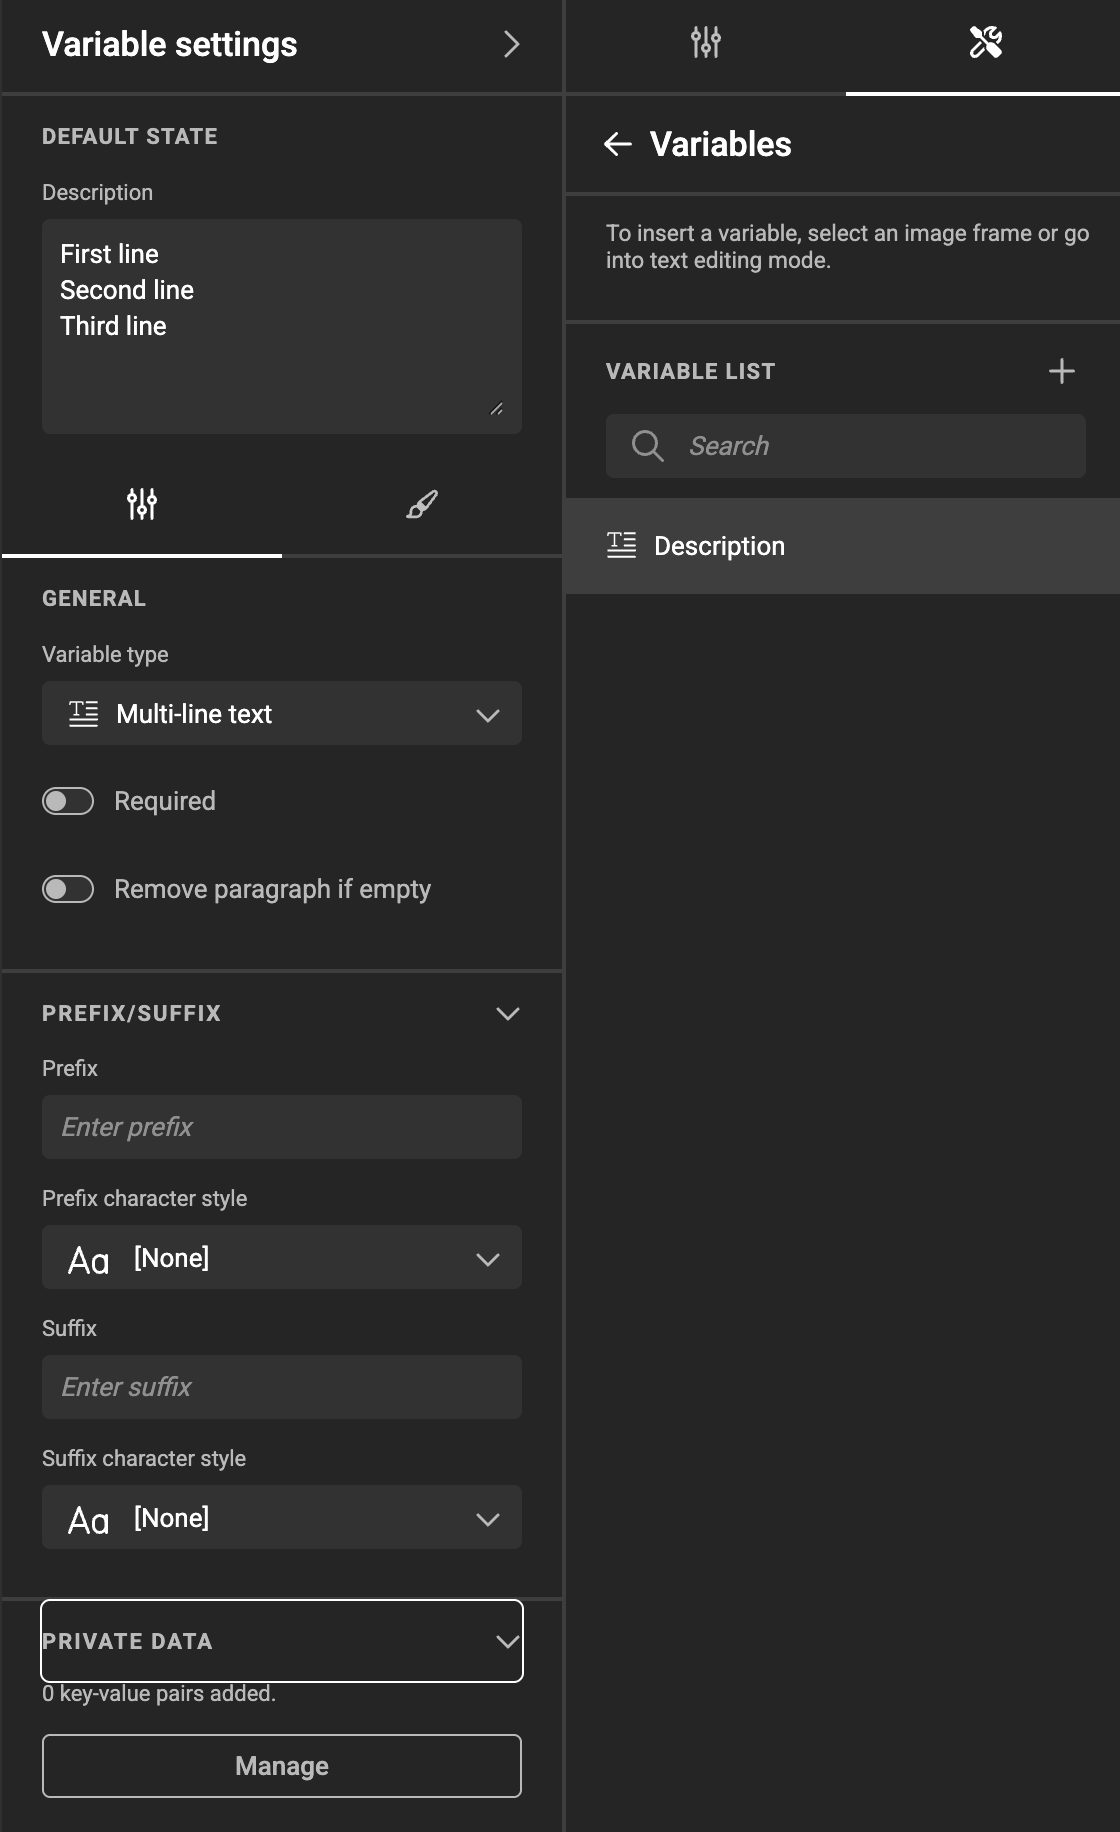 Variable settings
DEFAULT STATE
Description
First line
Second line
Third line
GENERAL
Variable type
Multi-line text
Required
Remove paragraph if empty
PREFIX/SUFFIX
Prefix
Enter prefix
Prefix character style
Aa [None]
Suffix
Enter suffix
Suffix character style
Aa [None]
PRIVATE DATA
0 key-value pairs added.
Manage
Variables
To insert a variable, select an image frame or go
into text editing mode.
VARIABLE LIST
Search
Description